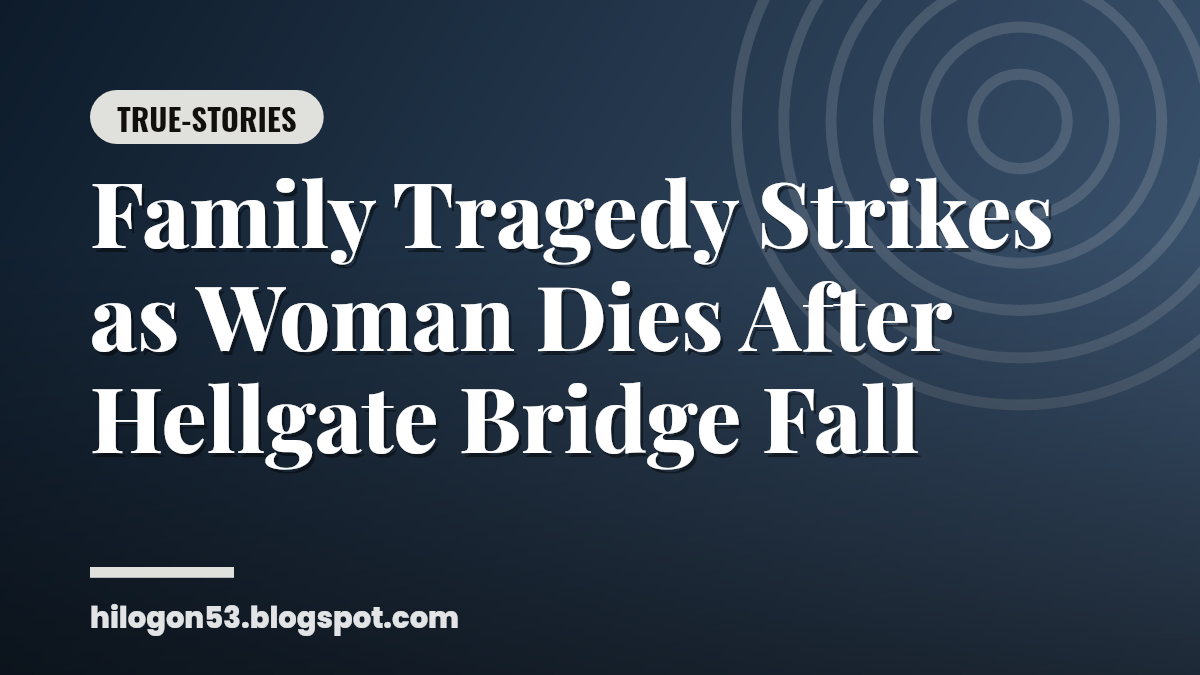 TRUE-STORIES
Family Tragedy Strikes
as Woman Dies After
Hellgate Bridge Fall
hilogon53.blogspot.com